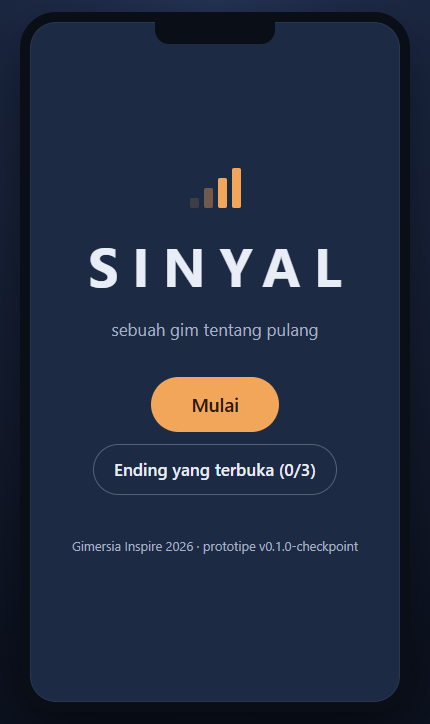 SINYAL
sebuah gim tentang pulang
Mulai
Ending yang terbuka (0/3)
Gimersia Inspire 2026 · prototipe v0.1.0-checkpoint